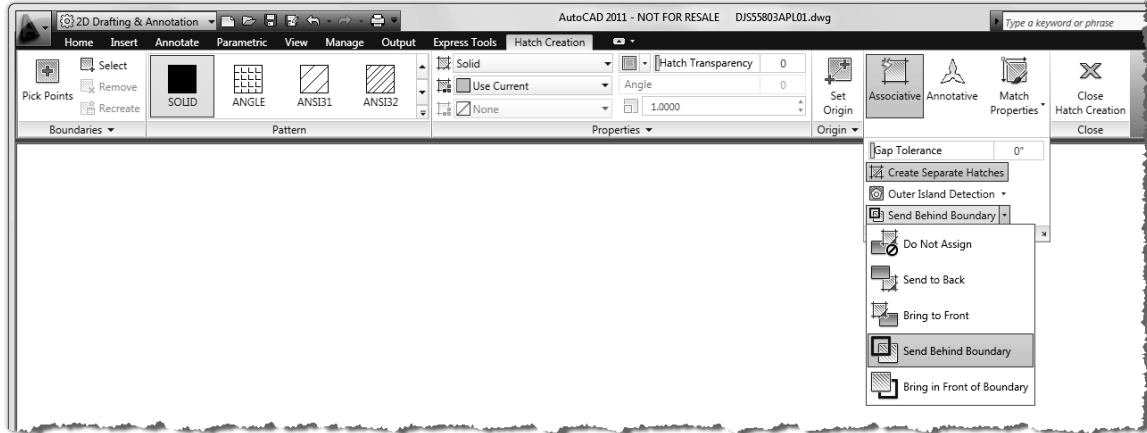 2D Drafting & Annotation
AutoCAD 2011 - NOT FOR RESALE DJS55803APL01.dwg
Type a keyword or phrase
Home Insert Annotate Parametric View Manage Output Express Tools Hatch Creation
Pick Points
Select
Remove
Recreate
SOLID
ANGLE
ANSI31
ANSI32
Solid
Use Current
None
Hatch Transparency 0
Angle 0
1.0000
Set
Origin
Associative
Annotative
Match
Properties
Close
Hatch Creation
Boundaries
Pattern
Properties
Origin
Close
Gap Tolerance 0"
Create Separate Hatches
Outer Island Detection
Send Behind Boundary
Do Not Assign
Send to Back
Bring to Front
Send Behind Boundary
Bring in Front of Boundary